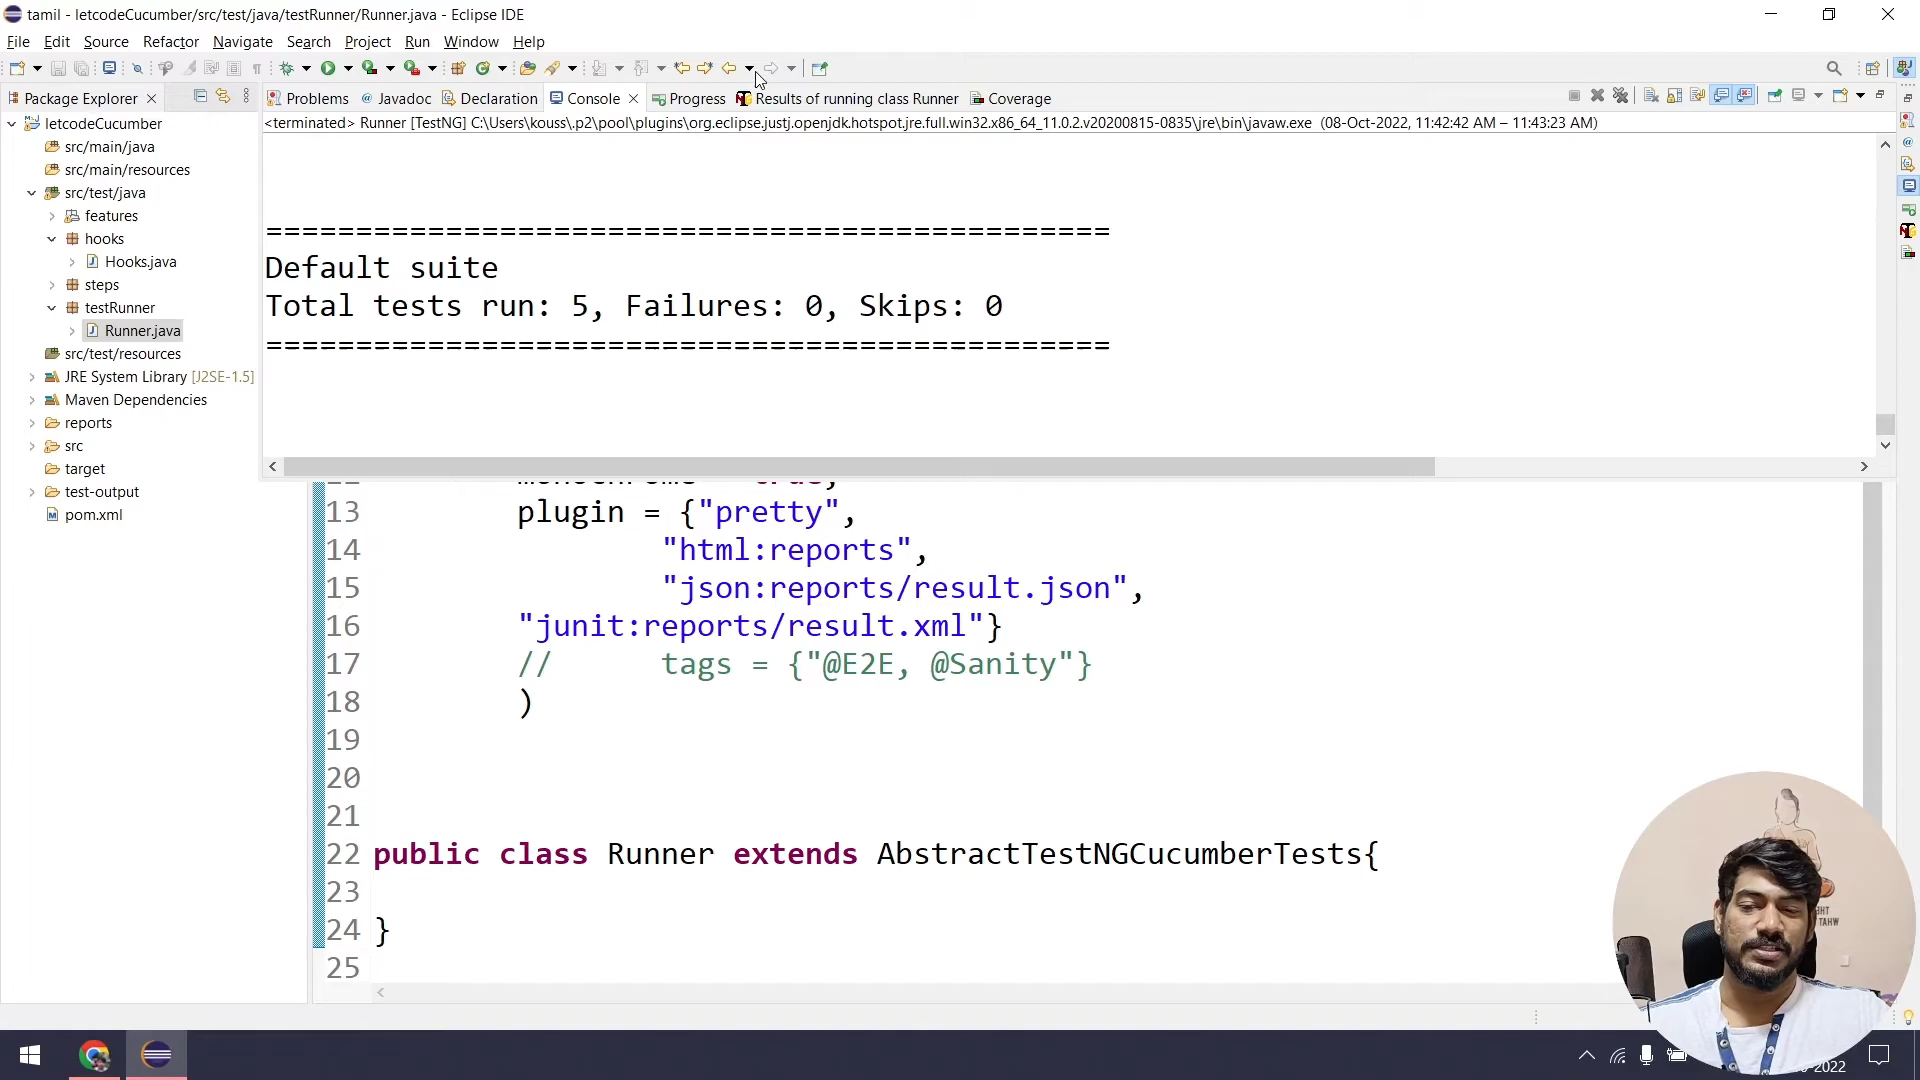 tamil - letcodeCucumber/src/test/java/testRunner/Runner.java - Eclipse IDE
File Edit Source Refactor Navigate Search Project Run Window Help
Package Explorer
Problems Javadoc Declaration Console Progress Results of running class Runner Coverage
<terminated> Runner [TestNG] C:\Users\kouss\.p2\pool\plugins\org.eclipse.justj.openjdk.hotspot.jre.full.win32.x86_64_11.0.2.v20200815-0835\jre\bin\javaw.exe (08-Oct-2022, 11:42:42 AM – 11:43:23 AM)
letcodeCucumber
src/main/java
src/main/resources
src/test/java
features
hooks
Hooks.java
steps
testRunner
Runner.java
src/test/resources
JRE System Library [J2SE-1.5]
Maven Dependencies
reports
src
target
test-output
pom.xml
===============================================
Default suite
Total tests run: 5, Failures: 0, Skips: 0
===============================================
13 plugin = {"pretty",
14 "html:reports",
15 "json:reports/result.json",
16 "junit:reports/result.xml"}
17 // tags = {"@E2E, @Sanity"}
18 )
19
20
21
22 public class Runner extends AbstractTestNGCucumberTests{
23
24 }
25
WHAT